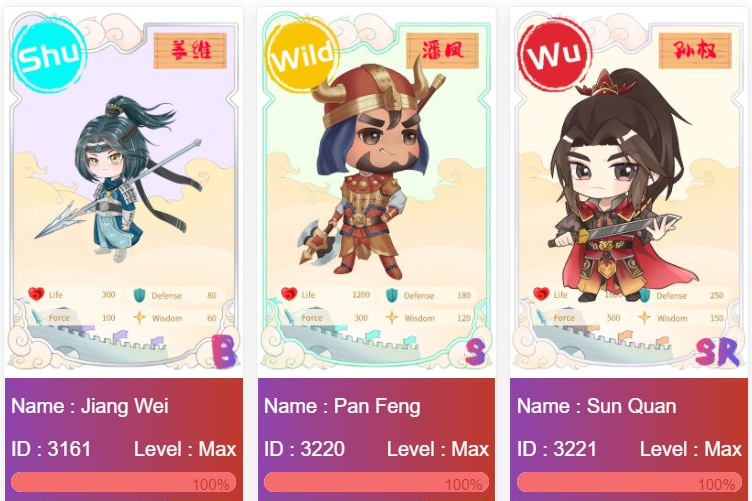 Shu
姜维
Life 300
Defense 80
Force 100
Wisdom 60
B
Name : Jiang Wei
ID : 3161
Level : Max
100%
Wild
潘凤
Life 1200
Defense 180
Force 300
Wisdom 120
S
Name : Pan Feng
ID : 3220
Level : Max
100%
Wu
孙权
Life
Defense 250
Force 500
Wisdom 150
SR
Name : Sun Quan
ID : 3221
Level : Max
100%